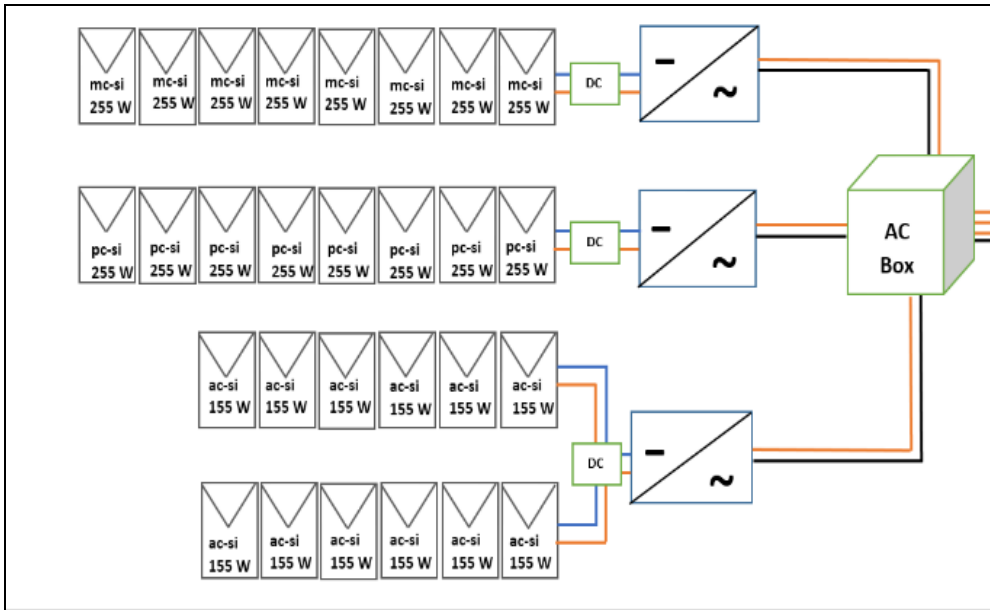 mc-si mc-si mc-si mc-si mc-si mc-si mc-si mc-si
255 W 255 W 255 W 255 W 255 W 255 W 255 W 255 W
DC
–
~
pc-si pc-si pc-si pc-si pc-si pc-si pc-si pc-si
255 W 255 W 255 W 255 W 255 W 255 W 255 W 255 W
DC
–
~
AC
Box
ac-si ac-si ac-si ac-si ac-si ac-si
155 W 155 W 155 W 155 W 155 W 155 W
DC
–
~
ac-si ac-si ac-si ac-si ac-si ac-si
155 W 155 W 155 W 155 W 155 W 155 W